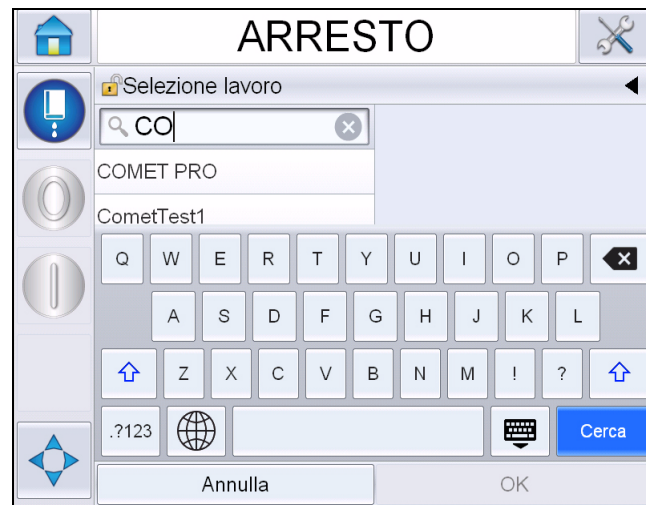 ARRESTO
Selezione lavoro
CO
COMET PRO
CometTest1
Q W E R T Y U I O P
A S D F G H J K L
Z X C V B N M ! ?
.?123 Cerca
Annulla OK